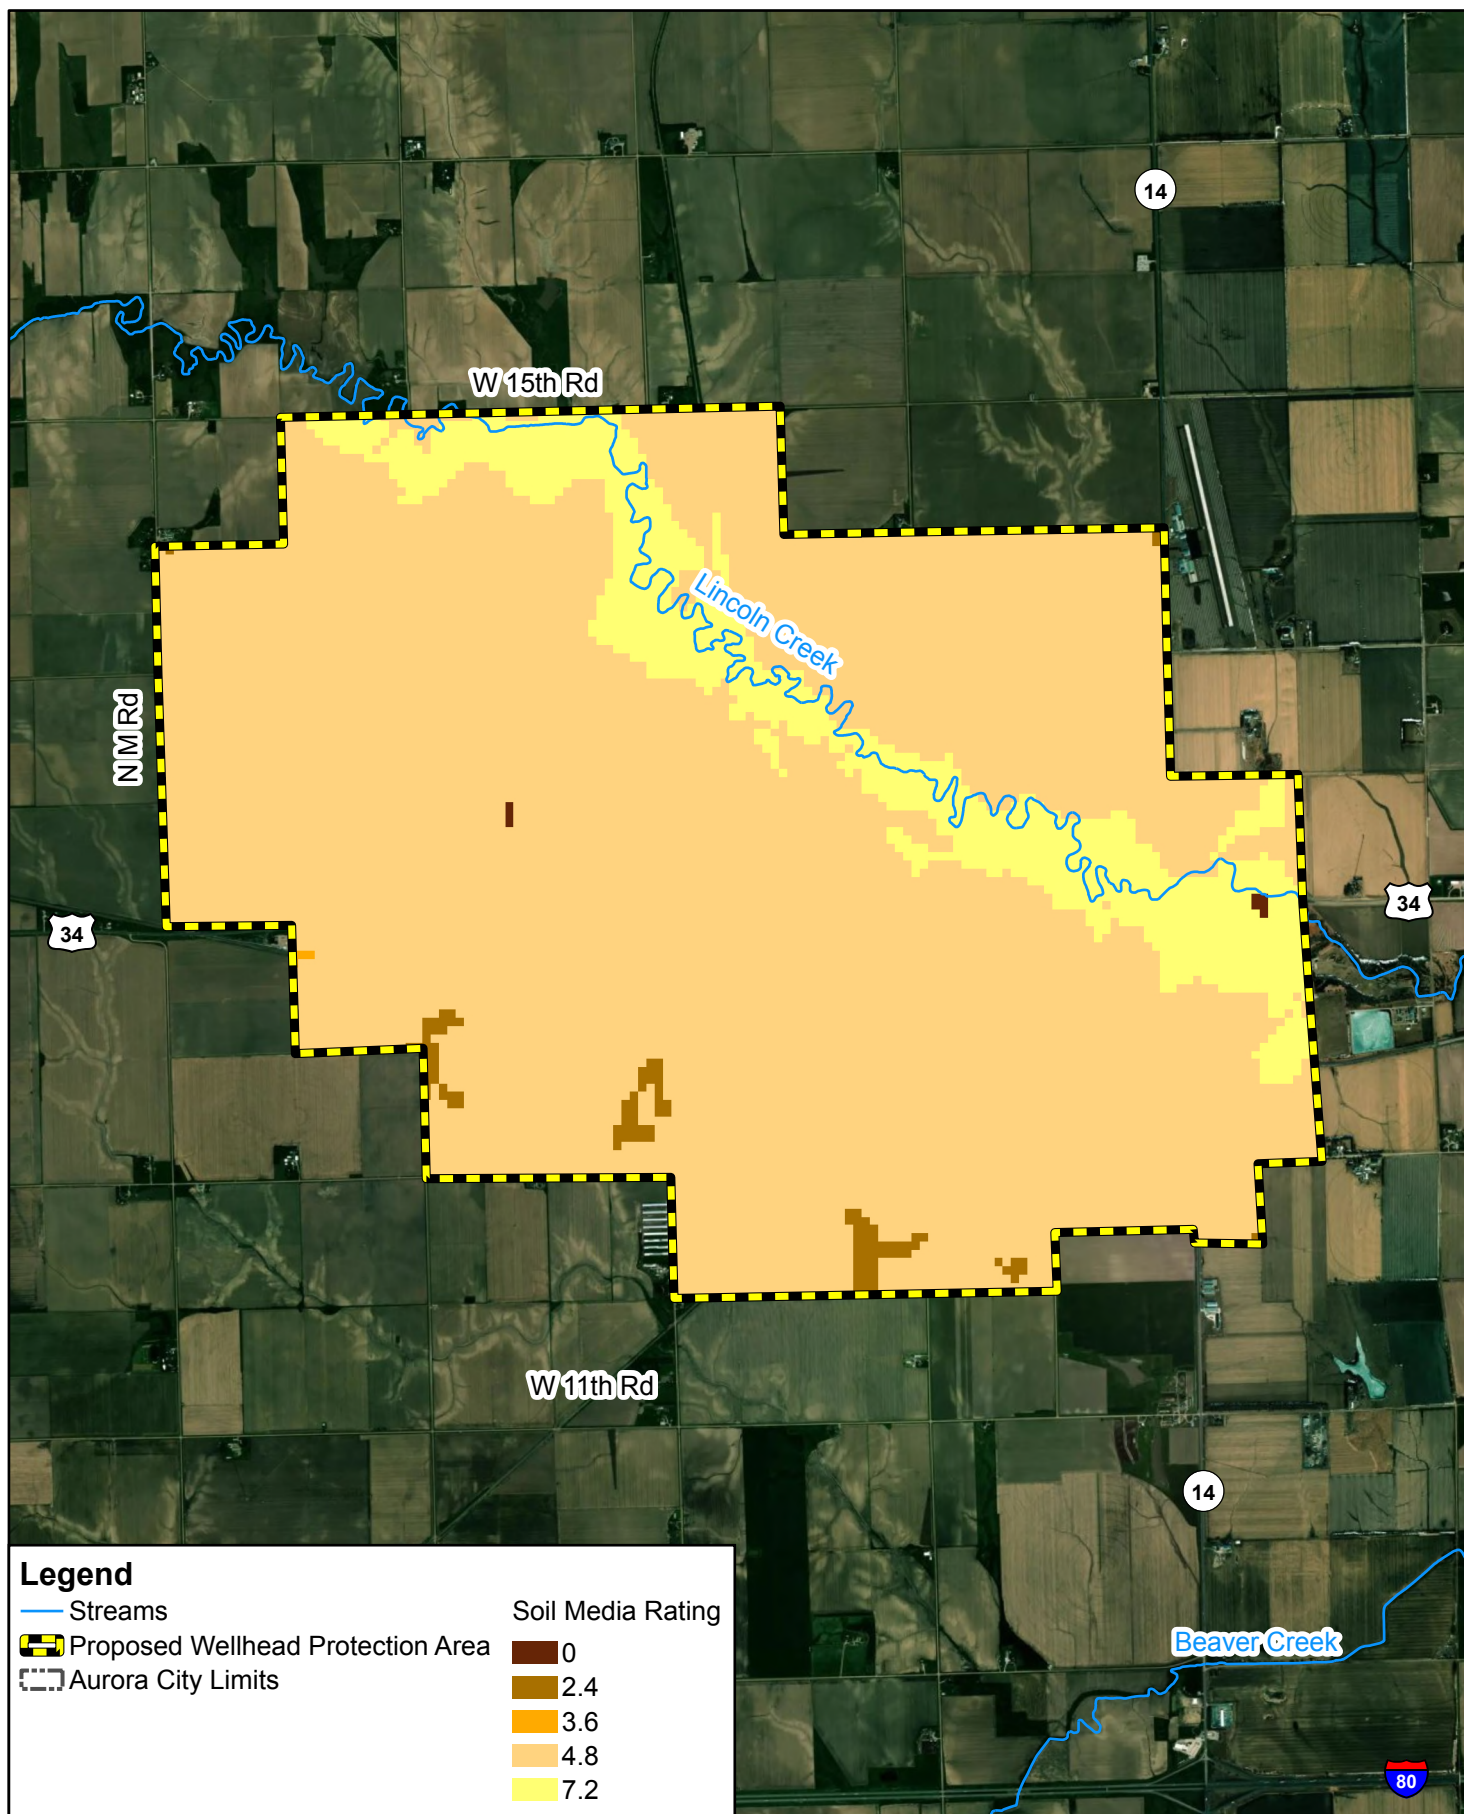 14
W 15th Rd
Lincoln Creek
N M Rd
34
34
W 11th Rd
14
Legend
Streams
Proposed Wellhead Protection Area
Aurora City Limits
Soil Media Rating
0
2.4
3.6
4.8
7.2
Beaver Creek
80